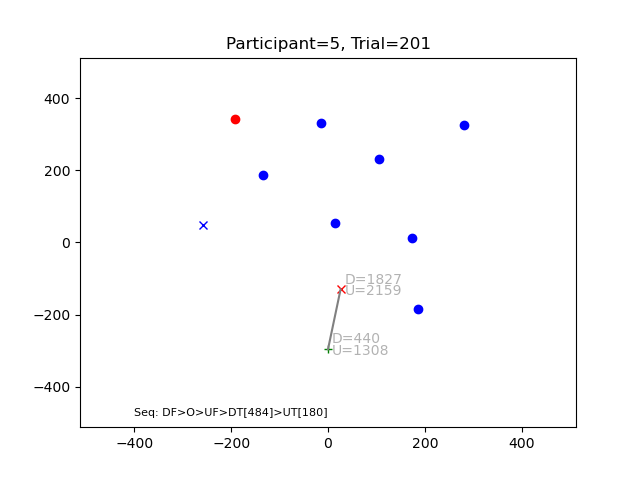 Participant=5, Trial=201
400
200
0
−200
−400
D=1827
U=2159
D=440
U=1308
Seq: DF>O>UF>DT[484]>UT[180]
−400 −200 0 200 400